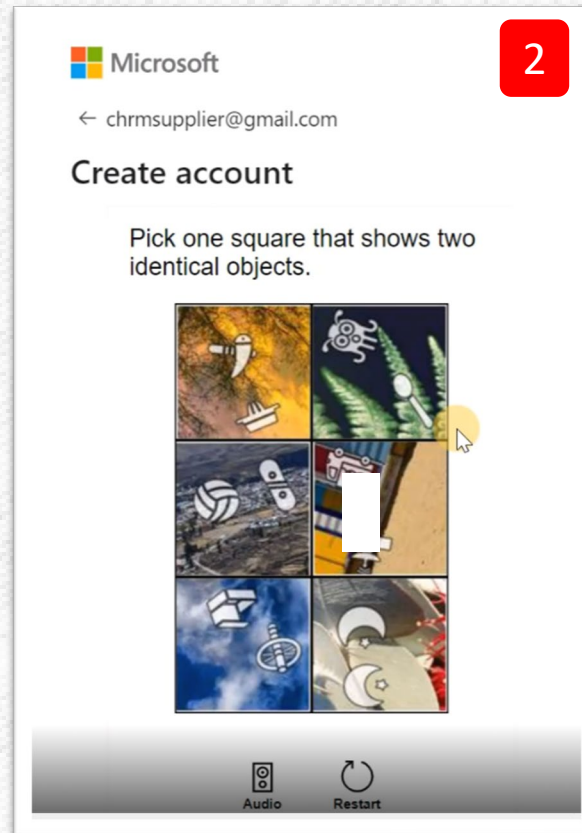 Microsoft
2
← chrmsupplier@gmail.com
Create account
Pick one square that shows two
identical objects.
Audio
Restart